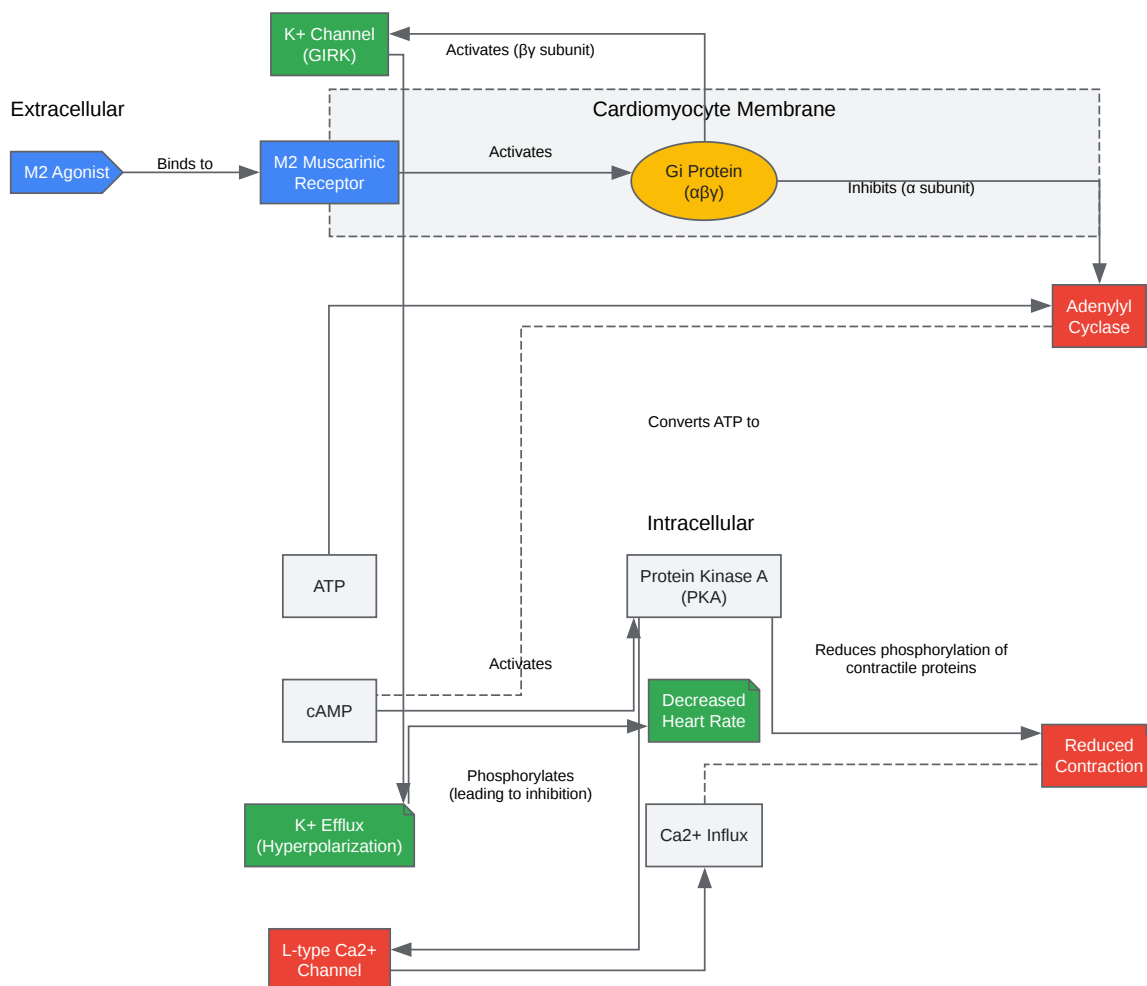 K+ Channel
(GIRK)
Activates (βγ subunit)
Extracellular
Cardiomyocyte Membrane
M2 Agonist
Binds to
M2 Muscarinic
Receptor
Activates
Gi Protein
(αβγ)
Inhibits (α subunit)
Adenylyl
Cyclase
Converts ATP to
Intracellular
ATP
Protein Kinase A
(PKA)
Reduces phosphorylation of
contractile proteins
Activates
cAMP
Decreased
Heart Rate
Reduced
Contraction
Phosphorylates
(leading to inhibition)
K+ Efflux
(Hyperpolarization)
Ca2+ Influx
L-type Ca2+
Channel